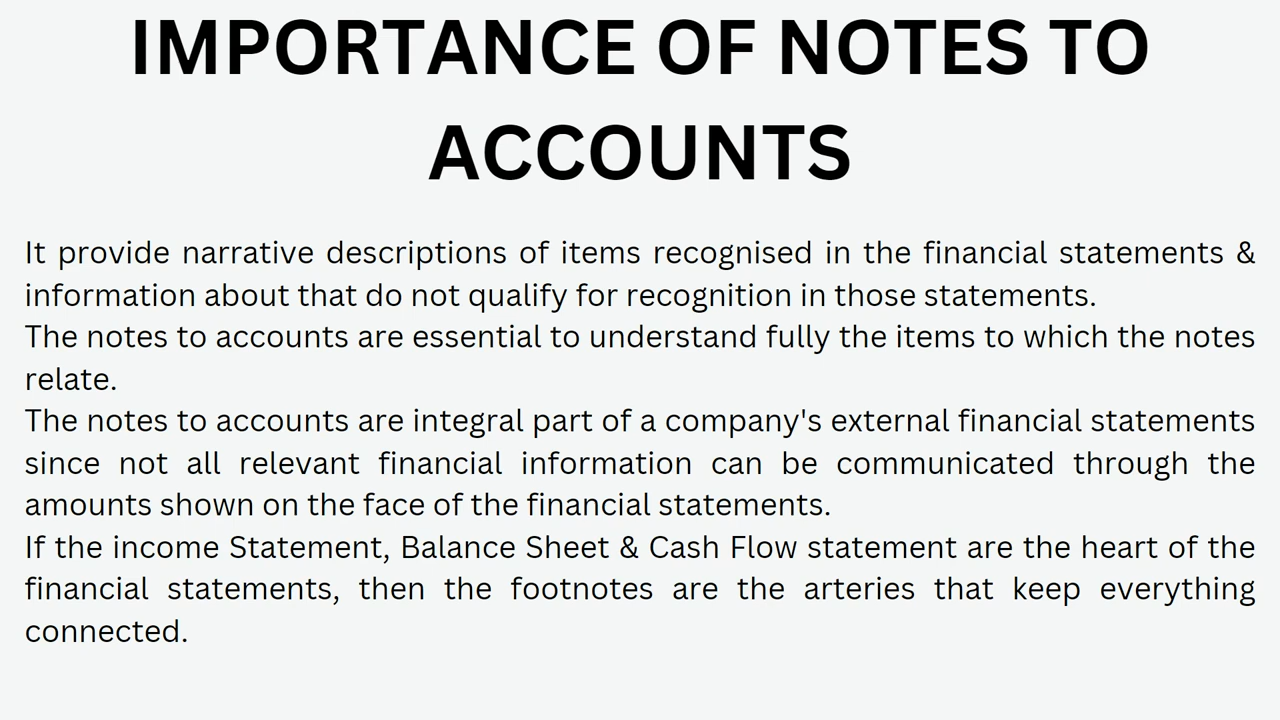 IMPORTANCE OF NOTES TO
ACCOUNTS
It provide narrative descriptions of items recognised in the financial statements &
information about that do not qualify for recognition in those statements.
The notes to accounts are essential to understand fully the items to which the notes
relate.
The notes to accounts are integral part of a company's external financial statements
since not all relevant financial information can be communicated through the
amounts shown on the face of the financial statements.
If the income Statement, Balance Sheet & Cash Flow statement are the heart of the
financial statements, then the footnotes are the arteries that keep everything
connected.